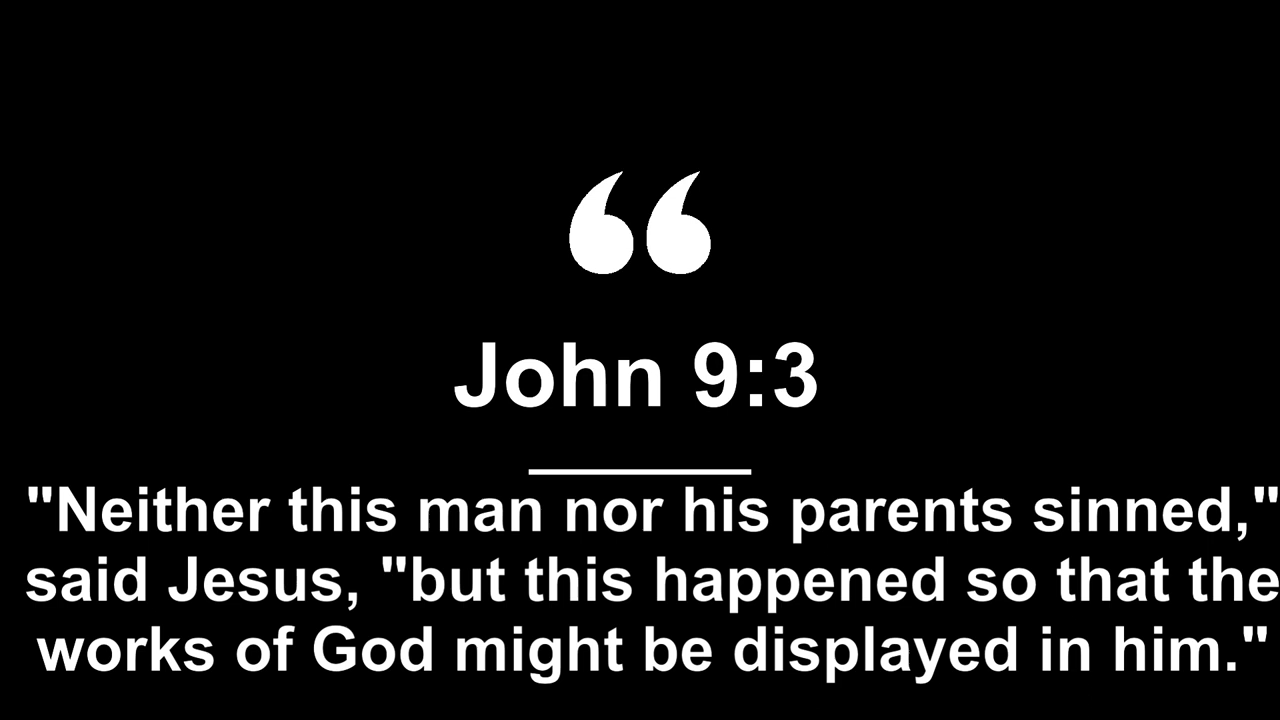 “
John 9:3
"Neither this man nor his parents sinned,"
said Jesus, "but this happened so that the
works of God might be displayed in him."